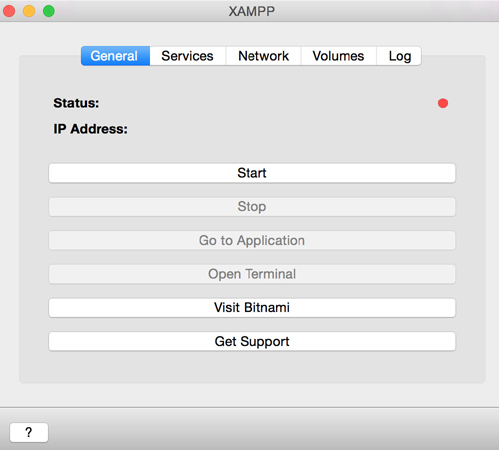 XAMPP
General Services Network Volumes Log
Status:
IP Address:
Start
Stop
Go to Application
Open Terminal
Visit Bitnami
Get Support
?